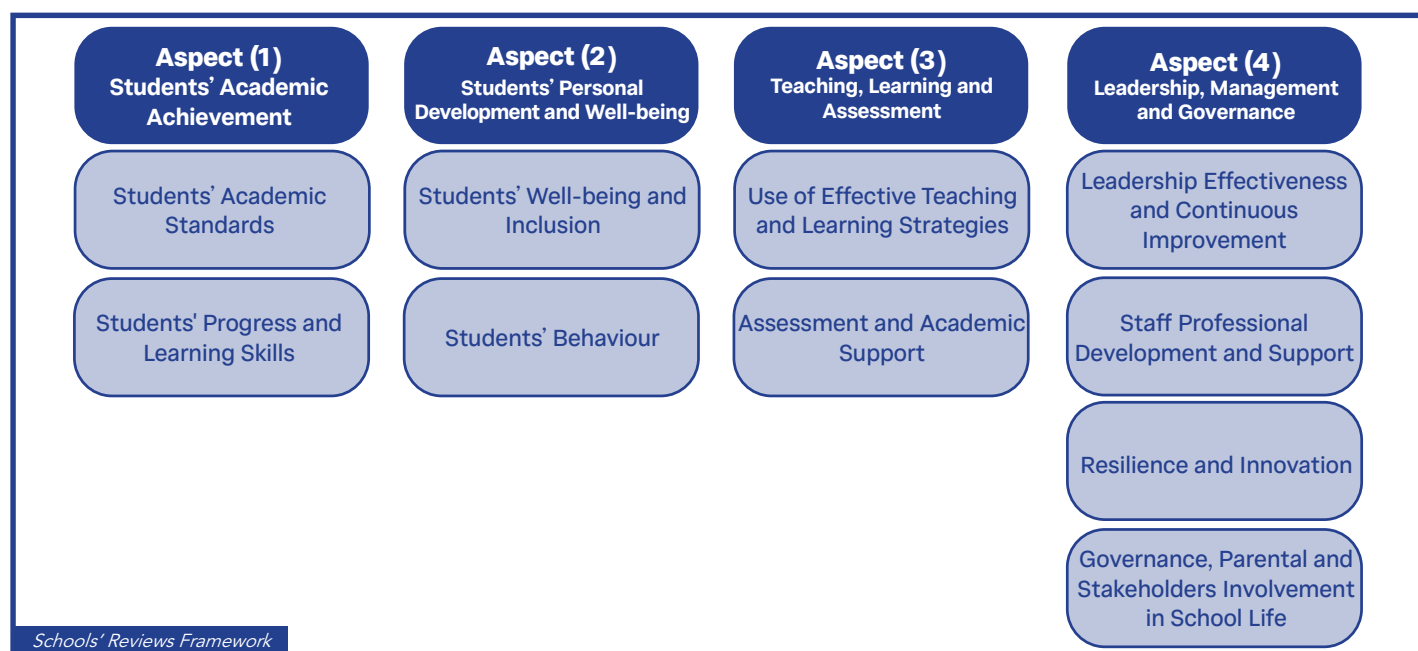 Aspect (1)
Students’ Academic
Achievement
Students’ Academic
Standards
Students' Progress and
Learning Skills
Aspect (2)
Students’ Personal
Development and Well-being
Students’ Well-being and
Inclusion
Students’ Behaviour
Aspect (3)
Teaching, Learning and
Assessment
Use of Effective Teaching
and Learning Strategies
Assessment and Academic
Support
Aspect (4)
Leadership, Management
and Governance
Leadership Effectiveness
and Continuous
Improvement
Staff Professional
Development and Support
Resilience and Innovation
Governance, Parental and
Stakeholders Involvement
in School Life
Schools’ Reviews Framework